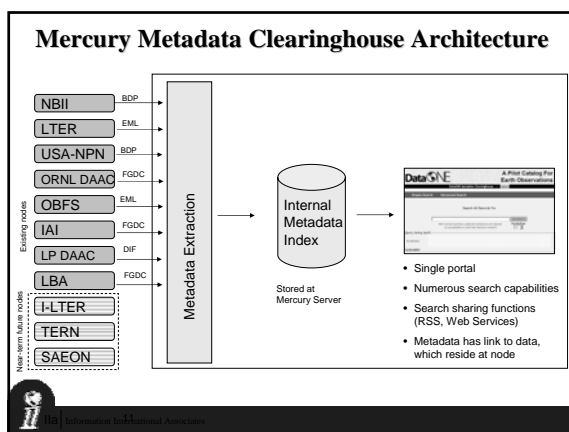 Mercury Metadata Clearinghouse Architecture
Existing nodes
NBII
BDP
LTER
EML
USA-NPN
BDP
ORNL DAAC
FGDC
OBFS
EML
IAI
FGDC
LP DAAC
DIF
LBA
FGDC
Near-term future nodes
I-LTER
TERN
SAEON
Metadata Extraction
Internal
Metadata
Index
Stored at
Mercury Server
DataONE
A Pilot Catalog For
Earth Observations
• Single portal
• Numerous search capabilities
• Search sharing functions
(RSS, Web Services)
• Metadata has link to data,
which reside at node
IIa Information International Associates
11